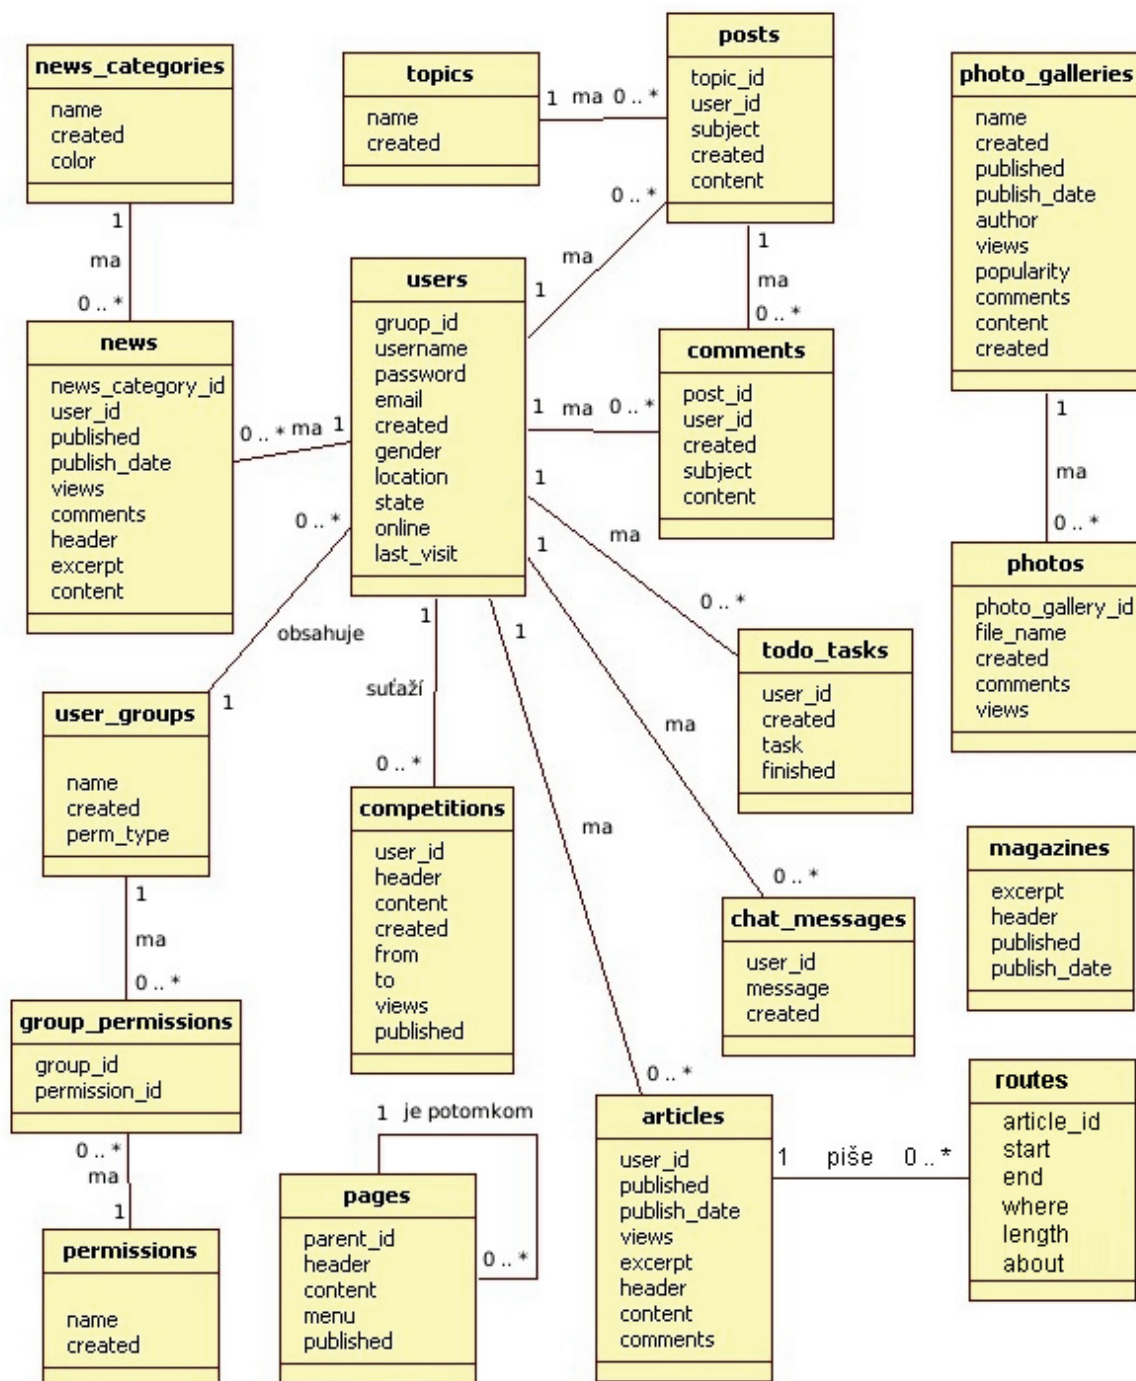 news_categories
name
created
color
1
ma
0 .. *
news
news_category_id
user_id
published
publish_date
views
comments
header
excerpt
content
topics
name
created
1 ma 0 .. *
posts
topic_id
user_id
subject
created
content
0 .. *
ma
1
1
ma
0 .. *
users
gruop_id
username
password
email
created
gender
location
state
online
last_visit
0 .. * ma 1
1 ma 0 .. *
comments
post_id
user_id
created
subject
content
photo_galleries
name
created
published
publish_date
author
views
popularity
comments
content
created
1
ma
0 .. *
photos
photo_gallery_id
file_name
created
comments
views
0 .. *
obsahuje
1
user_groups
name
created
perm_type
1
ma
0 .. *
group_permissions
group_id
permission_id
0 .. *
ma
1
permissions
name
created
1
suťaží
0 .. *
competitions
user_id
header
content
created
from
to
views
published
1
ma
0 .. *
todo_tasks
user_id
created
task
finished
1
ma
0 .. *
chat_messages
user_id
message
created
magazines
excerpt
header
published
publish_date
1
ma
0 .. *
articles
user_id
published
publish_date
views
excerpt
header
content
comments
1 píše 0 .. *
routes
article_id
start
end
where
length
about
1 je potomkom
0 .. *
pages
parent_id
header
content
menu
published